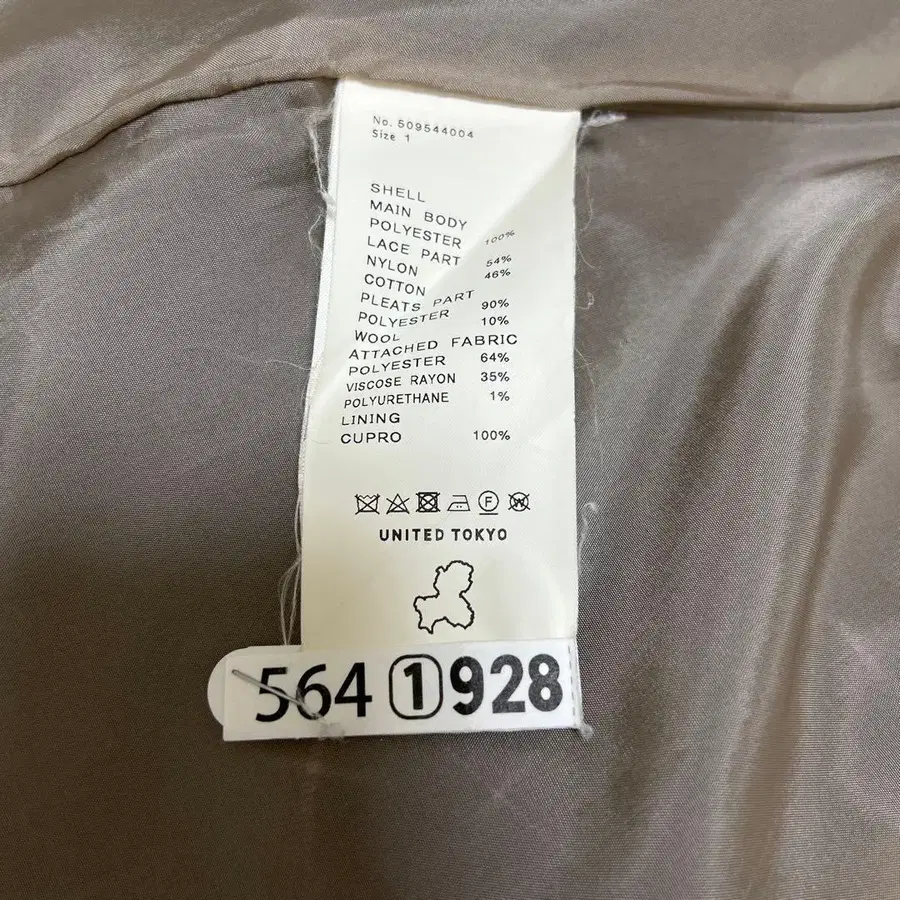 No. 509544004
Size 1
SHELL
MAIN BODY
POLYESTER 100%
LACE PART
NYLON 54%
COTTON 46%
PLEATS PART
POLYESTER 90%
WOOL 10%
ATTACHED FABRIC
POLYESTER 64%
VISCOSE RAYON 35%
POLYURETHANE 1%
LINING
CUPRO 100%
F W
UNITED TOKYO
564 1 928